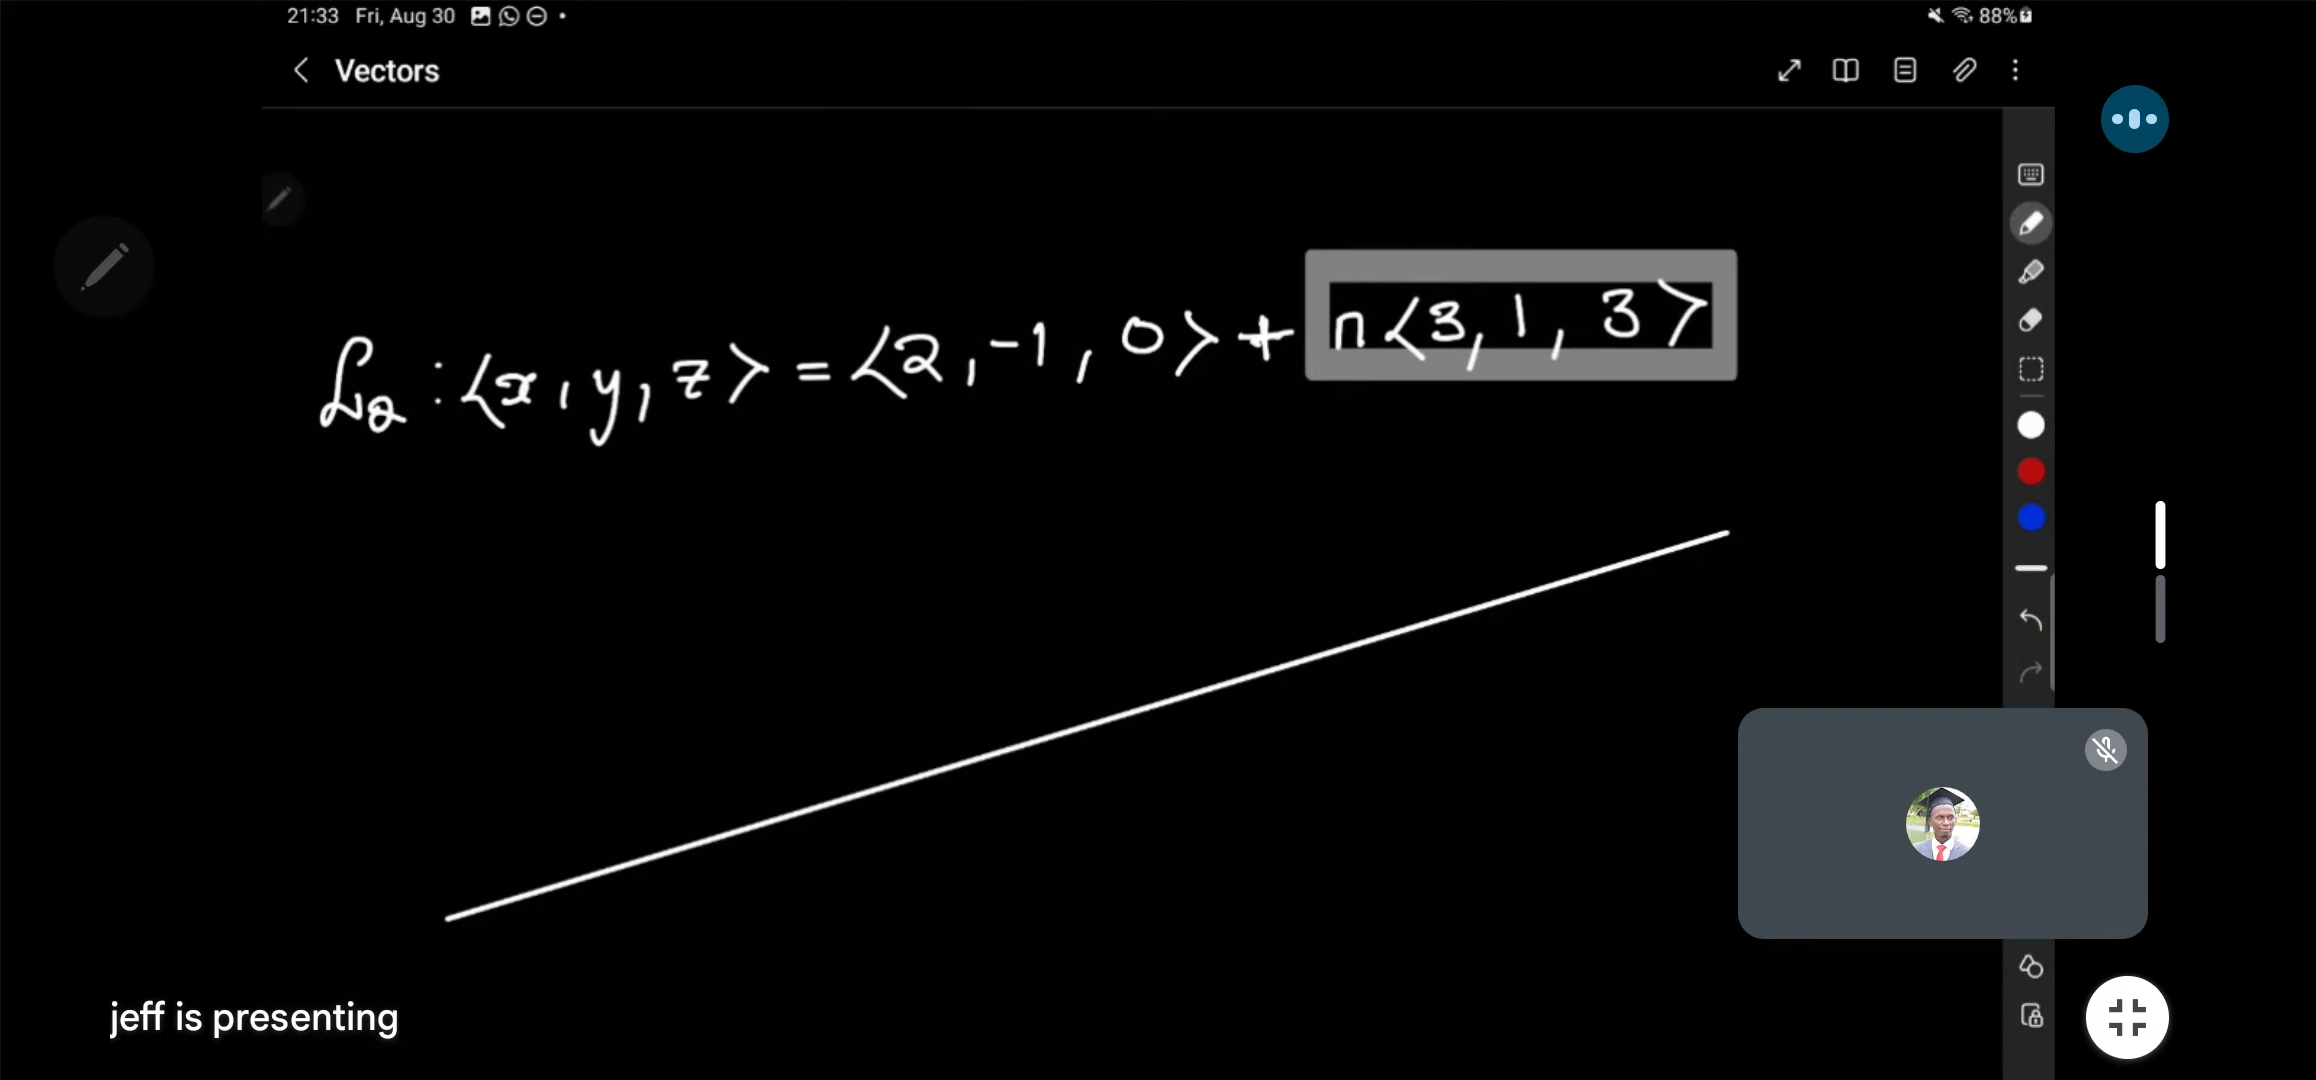 21:33 Fri, Aug 30 88%
Vectors
L₂ : <x, y, z> = <2, -1, 0> + n<3, 1, 3>
jeff is presenting